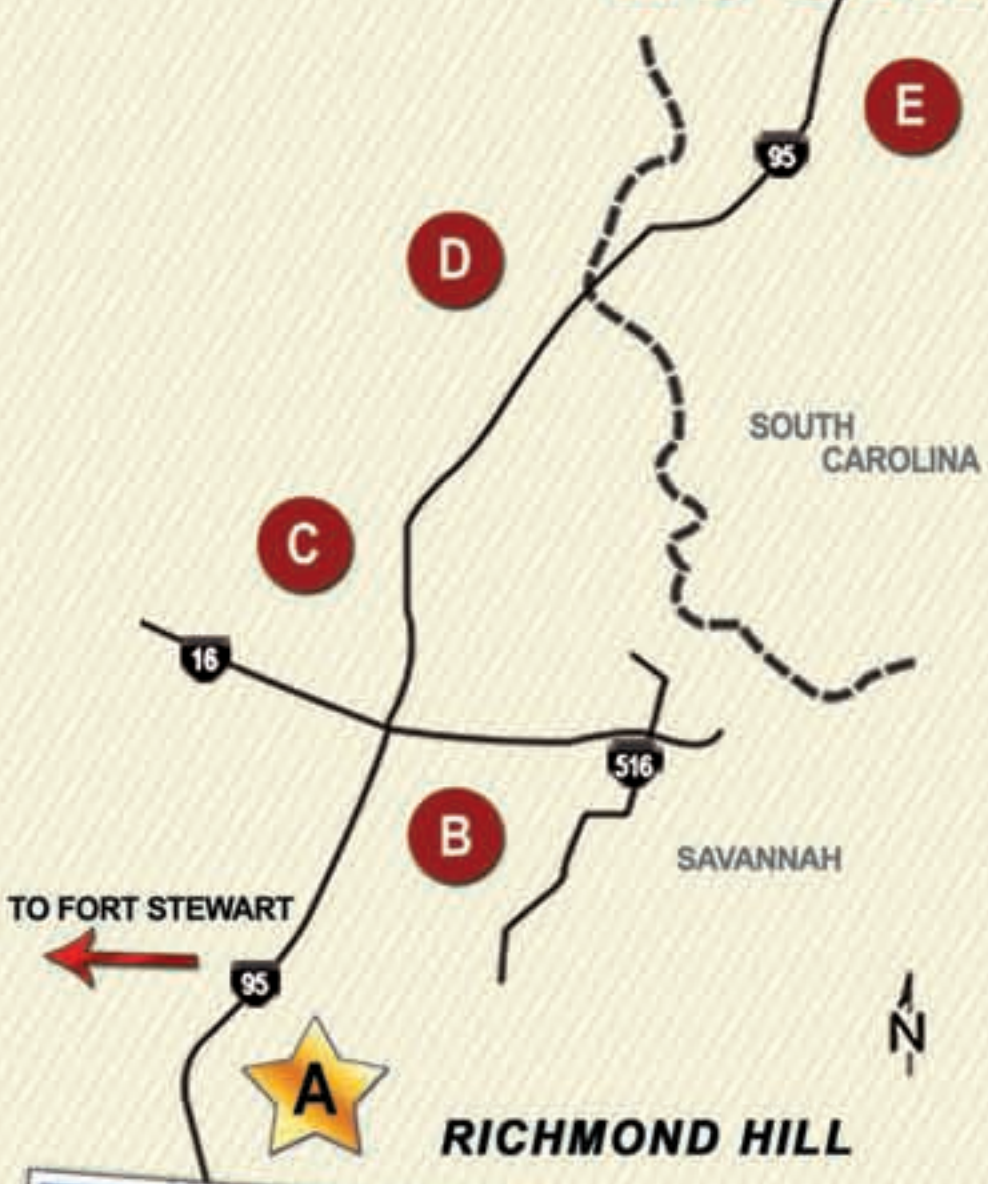 E
95
D
SOUTH
CAROLINA
C
16
516
B
SAVANNAH
TO FORT STEWART
95
N
A
RICHMOND HILL